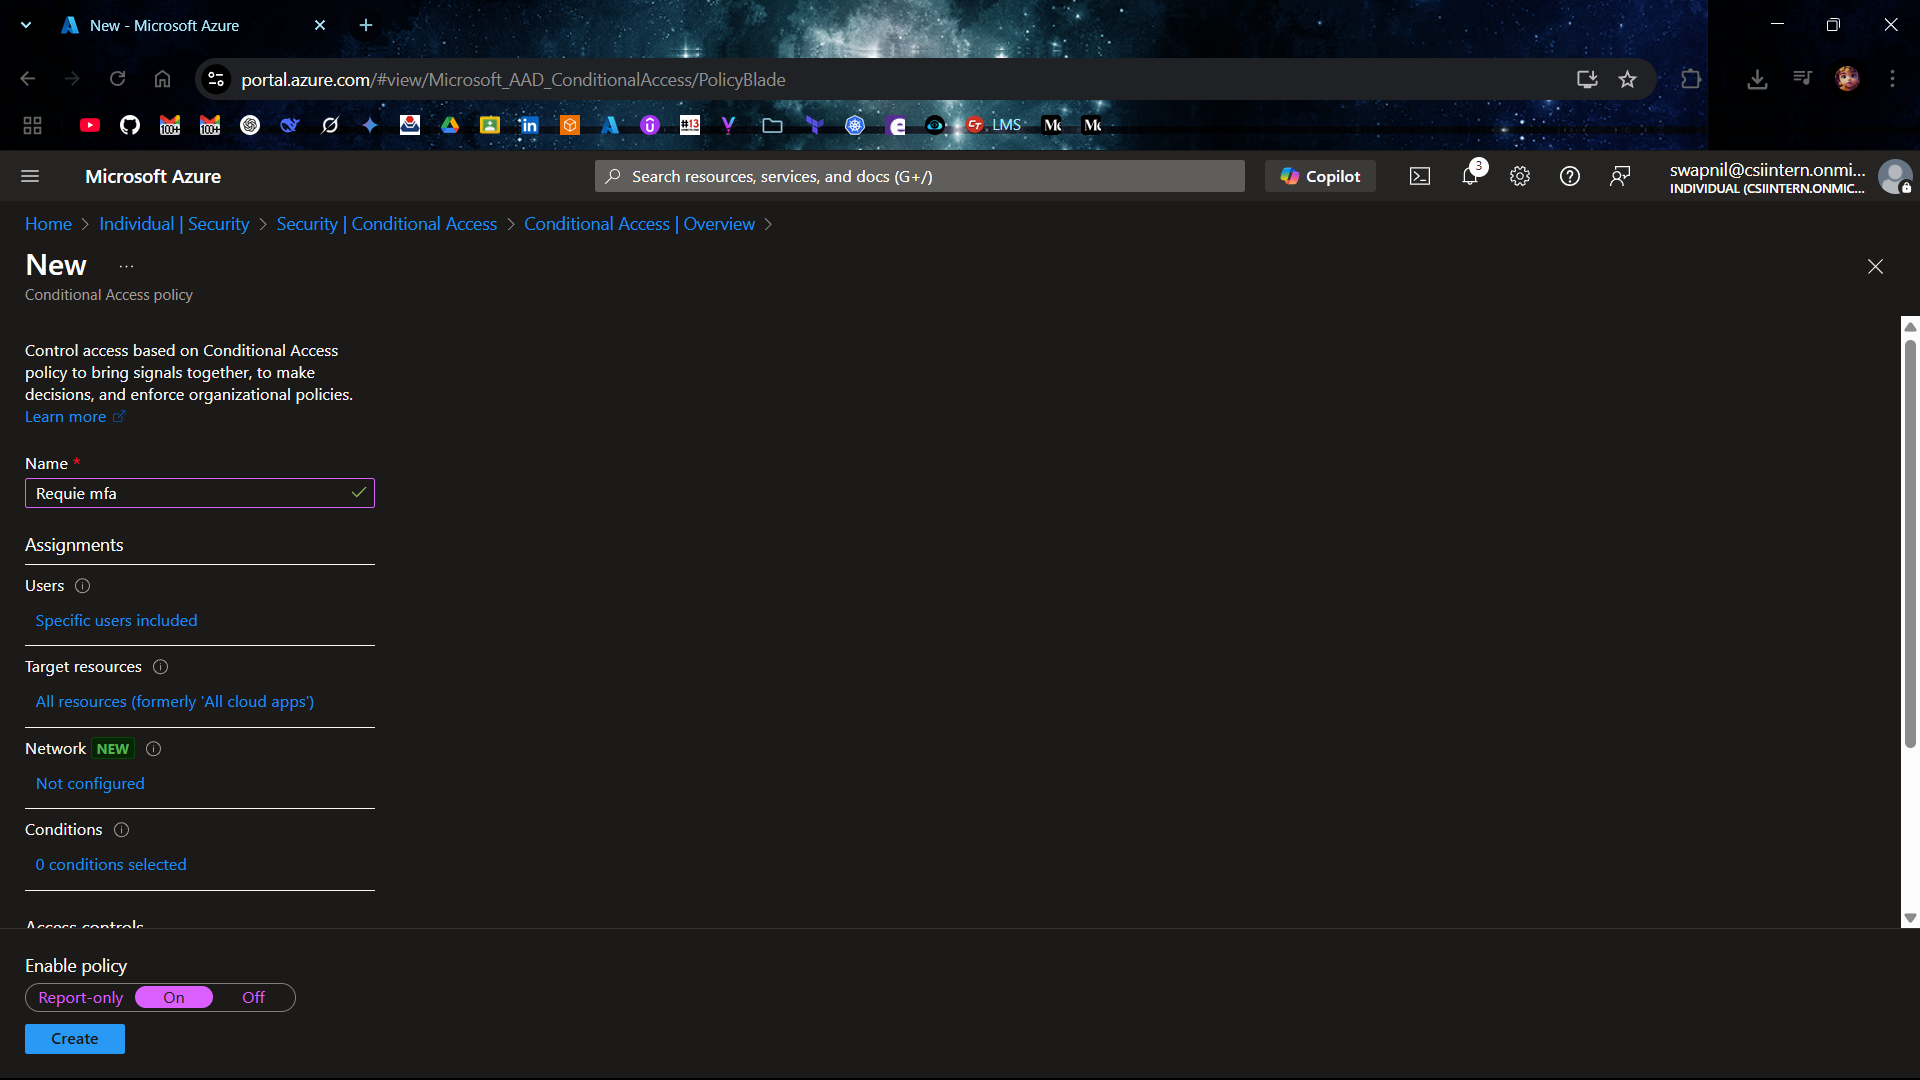 New - Microsoft Azure
portal.azure.com/#view/Microsoft_AAD_ConditionalAccess/PolicyBlade
100+
100+
#13
CT LMS
Microsoft Azure
Search resources, services, and docs (G+/)
Copilot
3
swapnil@csiintern.onmi...
INDIVIDUAL (CSIINTERN.ONMIC...
Home > Individual | Security > Security | Conditional Access > Conditional Access | Overview >
New ...
Conditional Access policy
Control access based on Conditional Access
policy to bring signals together, to make
decisions, and enforce organizational policies.
Learn more
Name *
Requie mfa
Assignments
Users
Specific users included
Target resources
All resources (formerly 'All cloud apps')
Network NEW
Not configured
Conditions
0 conditions selected
Access controls
Enable policy
Report-only On Off
Create